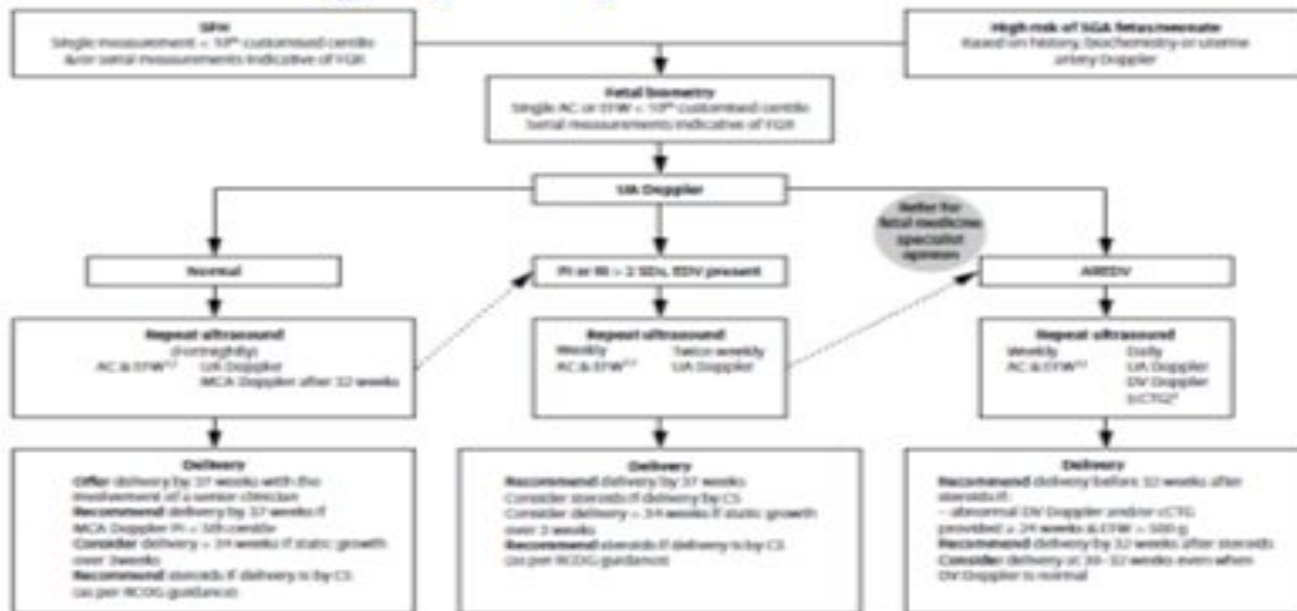 SFH
Single measurement < 10th customised centile
&/or serial measurements indicative of FGR
High risk of SGA fetus/neonate
Based on history, biochemistry or uterine
artery Doppler
Fetal biometry
Single AC or EFW < 10th customised centile
Serial measurements indicative of FGR
UA Doppler
Refer for
fetal medicine
specialist
opinion
Normal
PI or RI > 2 SDs, EDV present
AREDV
Repeat ultrasound
(Fortnightly)
AC & EFW UA Doppler
MCA Doppler after 32 weeks
Repeat ultrasound
Weekly Twice weekly
AC & EFW UA Doppler
Repeat ultrasound
Weekly Daily
AC & EFW UA Doppler
DV Doppler
Delivery
Offer delivery by 37 weeks with the
involvement of a senior clinician
Recommend delivery by 37 weeks if
MCA Doppler PI < 5th centile
Consider delivery > 34 weeks if static growth
over 3weeks
Recommend steroids if delivery is by CS
(as per RCOG guidance)
Delivery
Recommend delivery by 37 weeks
Consider steroids if delivery by CS
Consider delivery > 34 weeks if static growth
over 3 weeks
Recommend steroids if delivery is by CS
(as per RCOG guidance)
Delivery
Recommend delivery before 32 weeks after
steroids if:
– abnormal DV Doppler and/or cCTG
provided ≥ 24 weeks & EFW > 500 g
Recommend delivery by 32 weeks after steroids
Consider delivery at 30–32 weeks even when
DV Doppler is normal